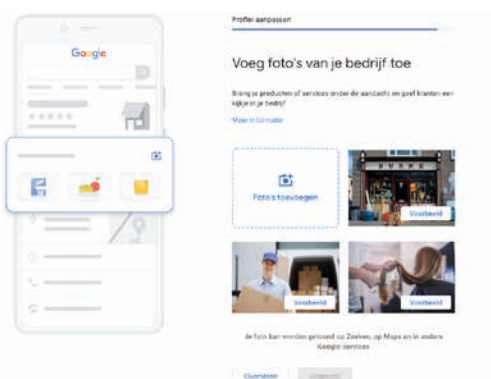 Google
Profiel aanpassen
Voeg foto's van je bedrijf toe
Breng je producten of services onder de aandacht en geef klanten een
kijkje in je bedrijf
Meer informatie
Foto's toevoegen
BURKE
Voorbeeld
Voorbeeld
Voorbeeld
Je foto kan worden getoond op Zoeken, op Maps en in andere
Google-services
Overslaan